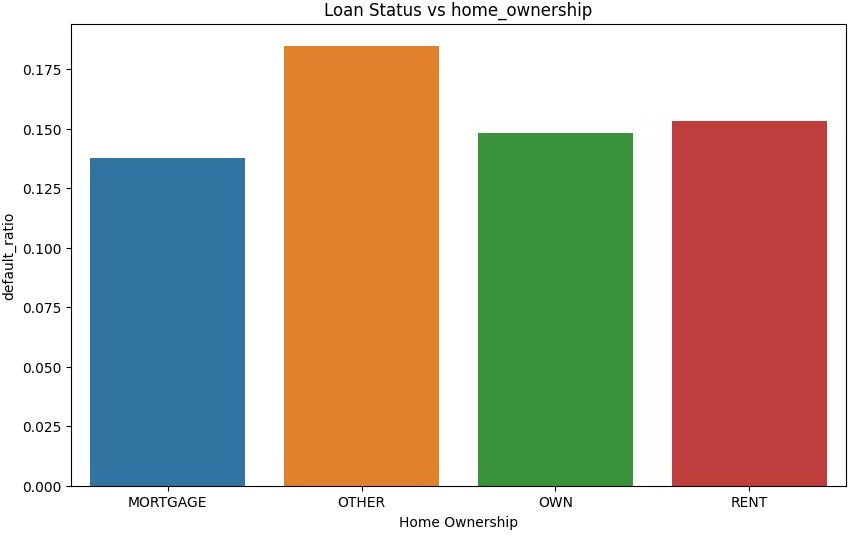 Loan Status vs home_ownership
default_ratio
0.175
0.150
0.125
0.100
0.075
0.050
0.025
0.000
MORTGAGE OTHER OWN RENT
Home Ownership